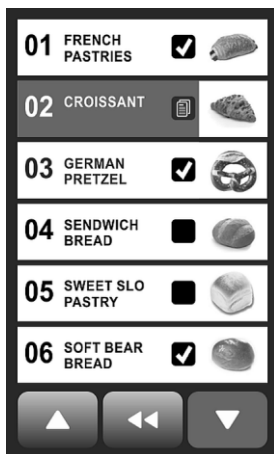 01 FRENCH
PASTRIES
02 CROISSANT
03 GERMAN
PRETZEL
04 SENDWICH
BREAD
05 SWEET SLO
PASTRY
06 SOFT BEAR
BREAD